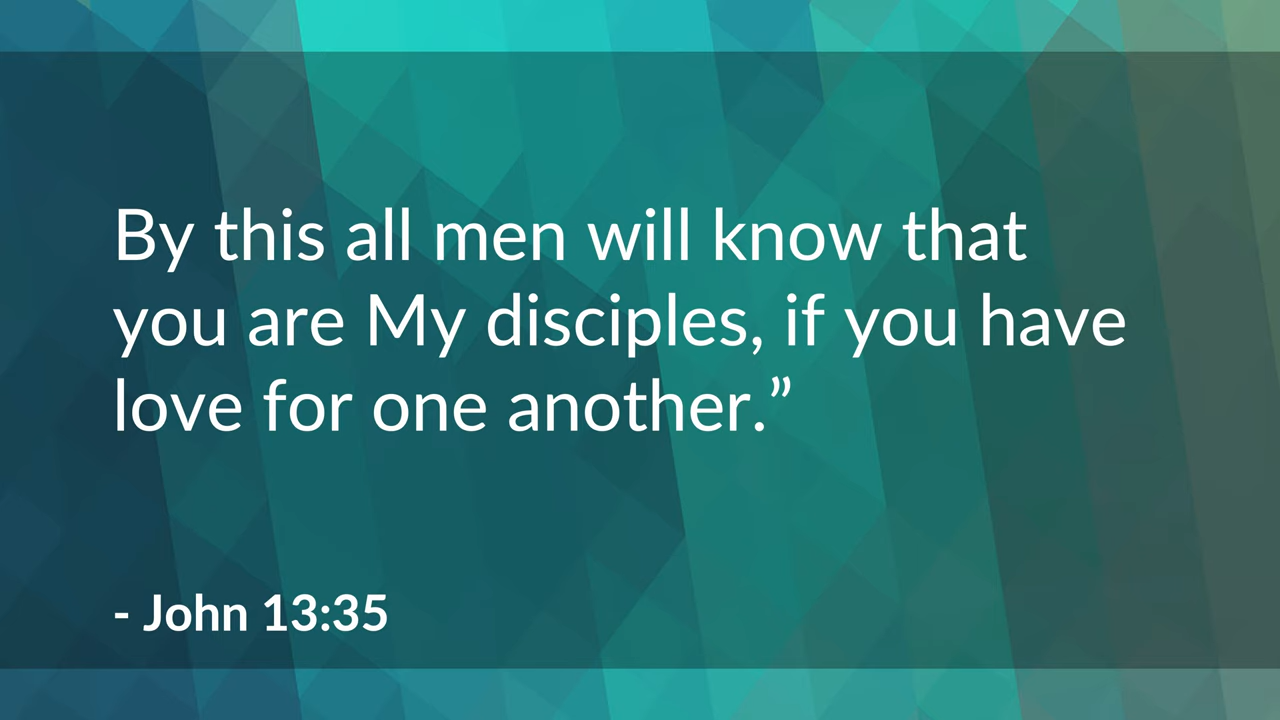 By this all men will know that
you are My disciples, if you have
love for one another.”
- John 13:35